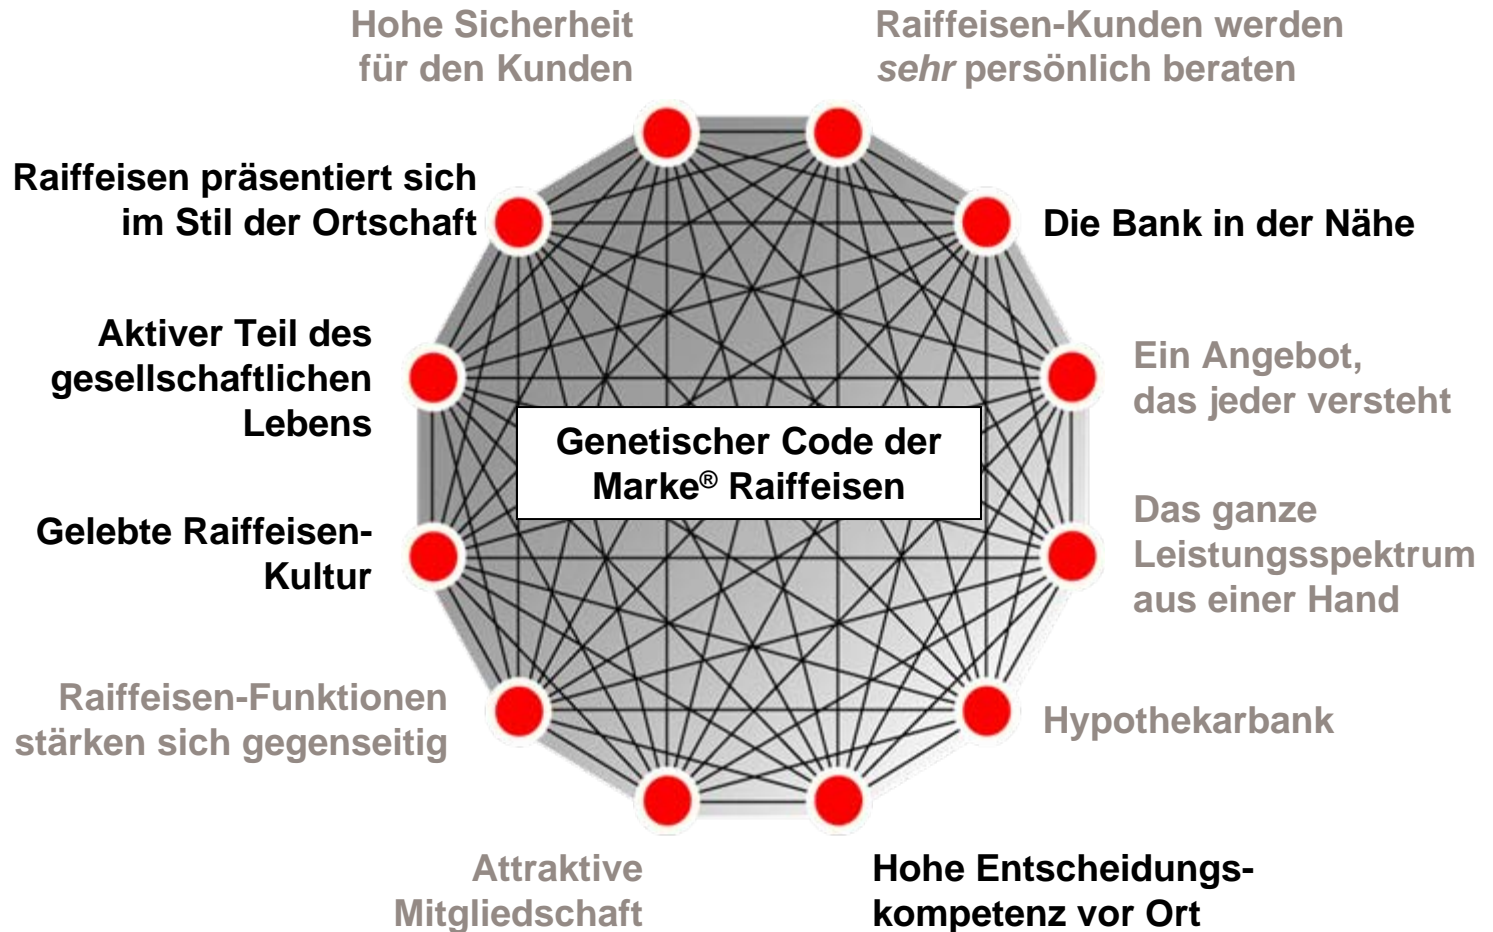 Hohe Sicherheit
für den Kunden
Raiffeisen-Kunden werden
sehr persönlich beraten
Raiffeisen präsentiert sich
im Stil der Ortschaft
Die Bank in der Nähe
Aktiver Teil des
gesellschaftlichen
Lebens
Ein Angebot,
das jeder versteht
Genetischer Code der
Marke® Raiffeisen
Gelebte Raiffeisen-
Kultur
Das ganze
Leistungsspektrum
aus einer Hand
Raiffeisen-Funktionen
stärken sich gegenseitig
Hypothekarbank
Attraktive
Mitgliedschaft
Hohe Entscheidungs-
kompetenz vor Ort